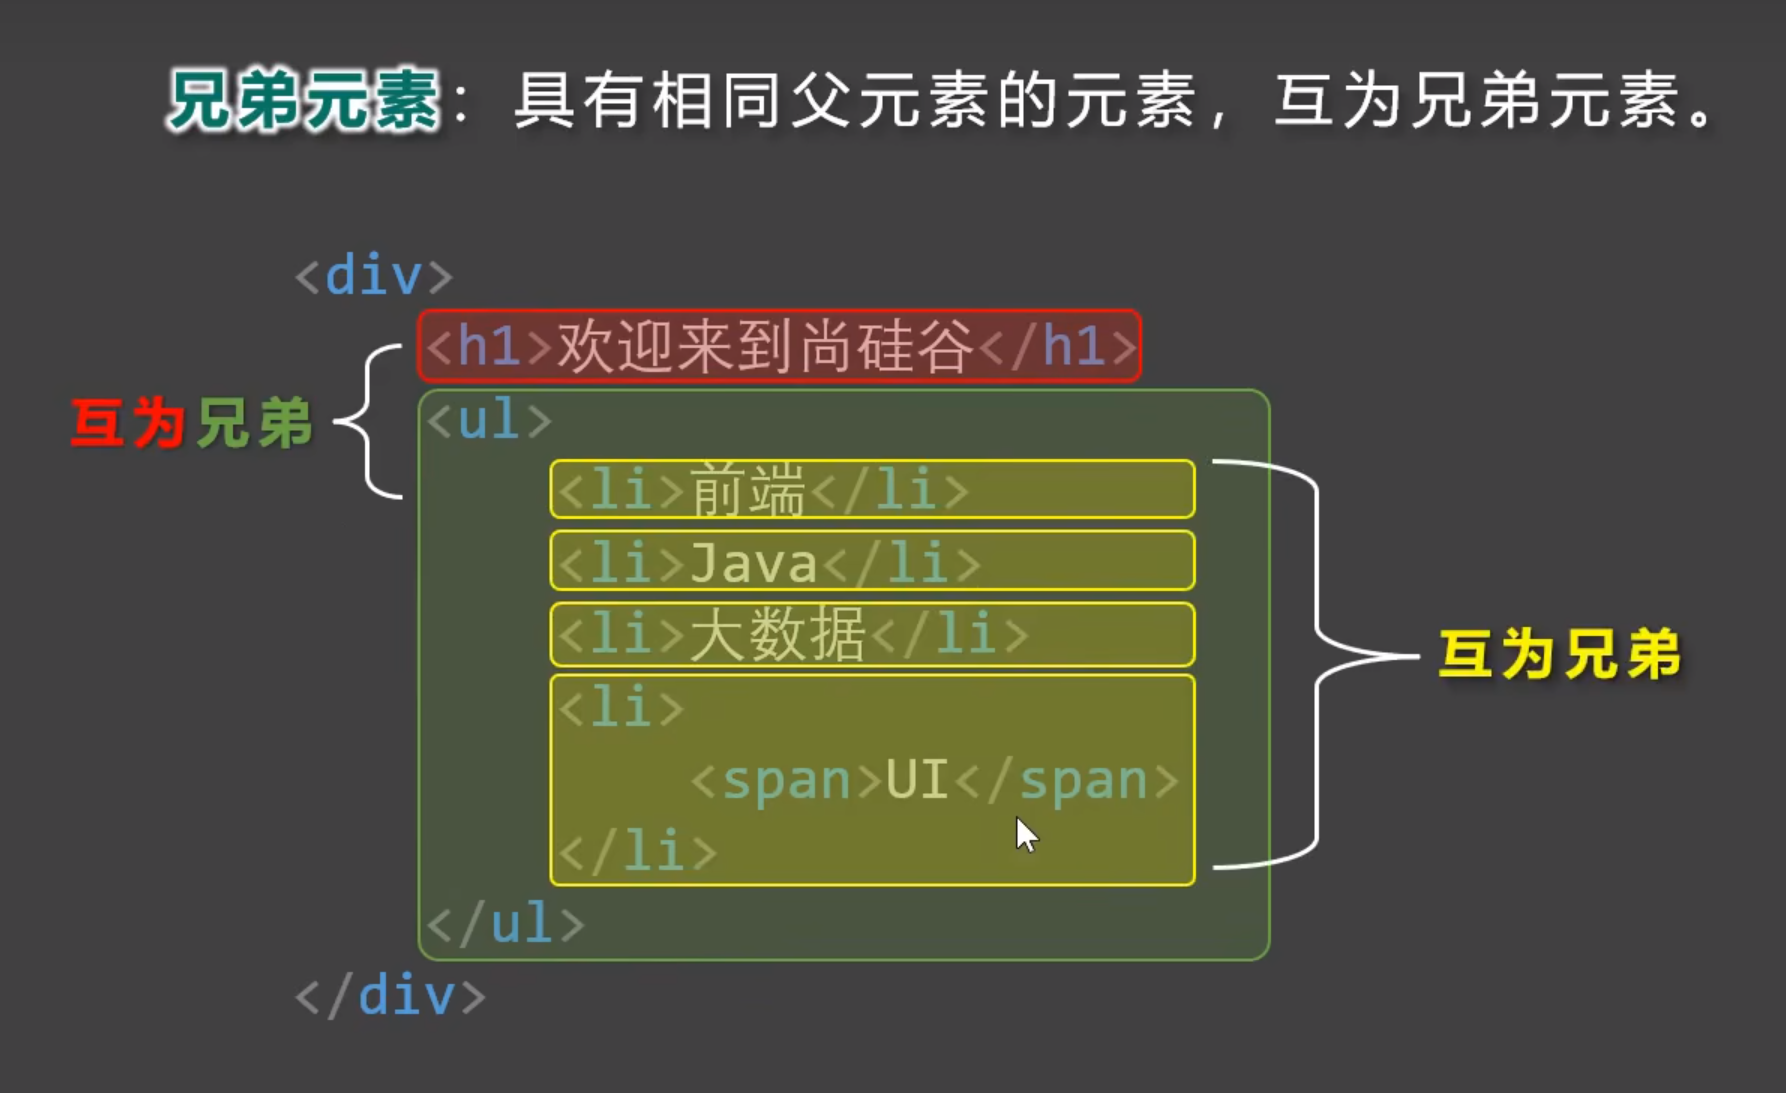 兄弟元素：具有相同父元素的元素，互为兄弟元素。
<div>
<h1>欢迎来到尚硅谷</h1>
互为兄弟
<ul>
<li>前端</li>
<li>Java</li>
<li>大数据</li>
互为兄弟
<li>
<span>UI</span>
</li>
</ul>
</div>